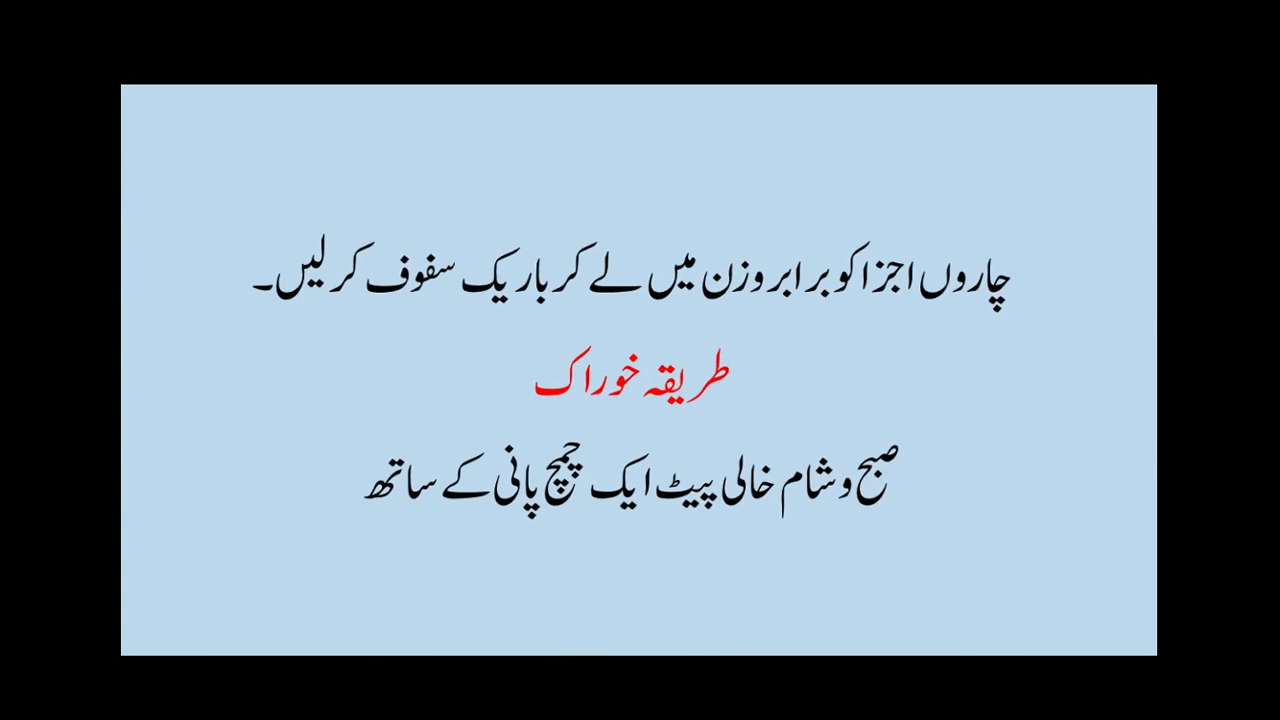 چاروں اجزا کو برابر وزن میں لے کر باریک سفوف کر لیں۔
طریقہ خوراک
صبح و شام خالی پیٹ ایک چمچ پانی کے ساتھ